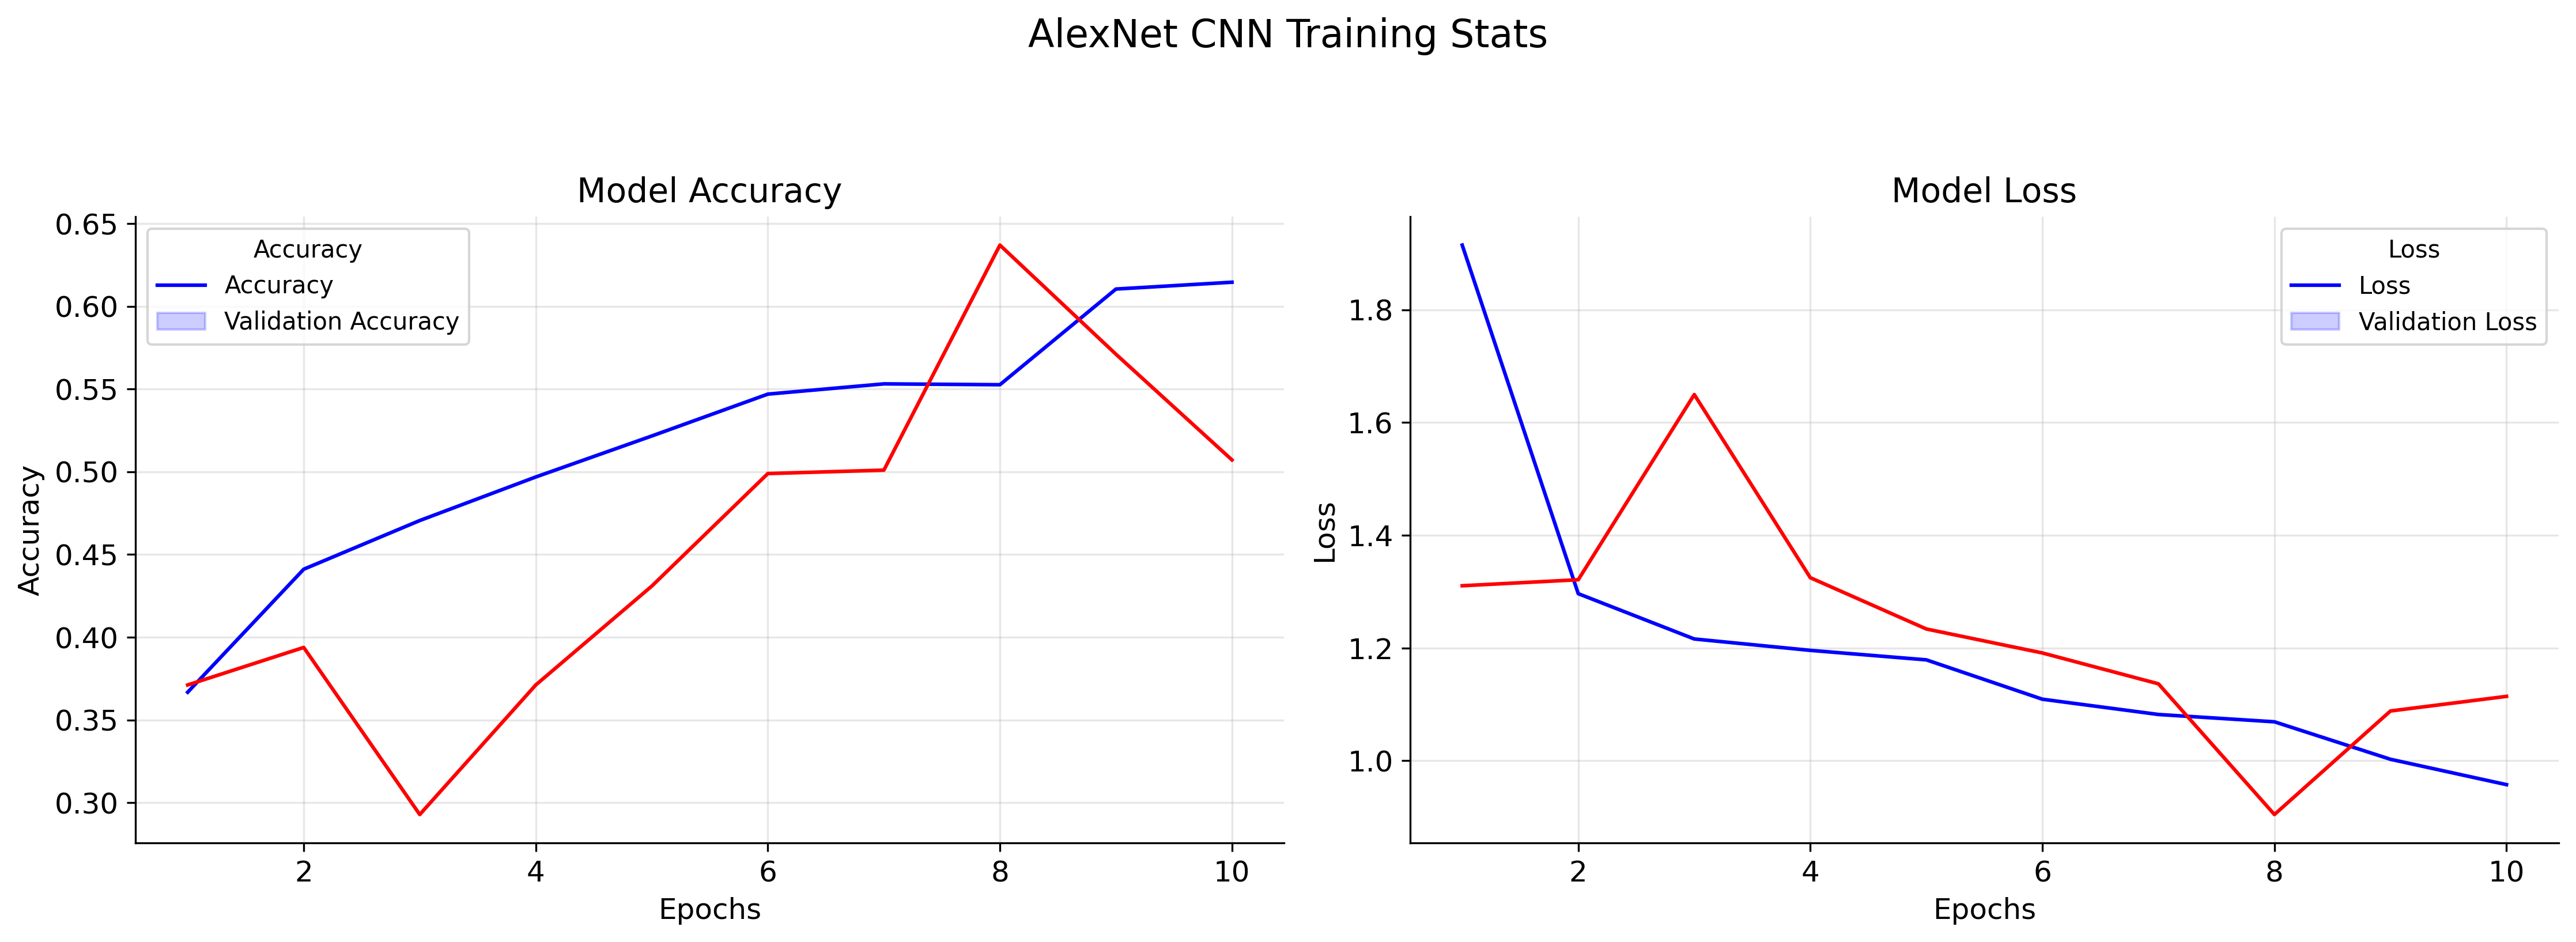 AlexNet CNN Training Stats
Model Accuracy
Accuracy
Accuracy
Validation Accuracy
0.65
0.60
0.55
0.50
0.45
0.40
0.35
0.30
Accuracy
2 4 6 8 10
Epochs
Model Loss
Loss
Loss
Validation Loss
1.8
1.6
1.4
1.2
1.0
Loss
2 4 6 8 10
Epochs